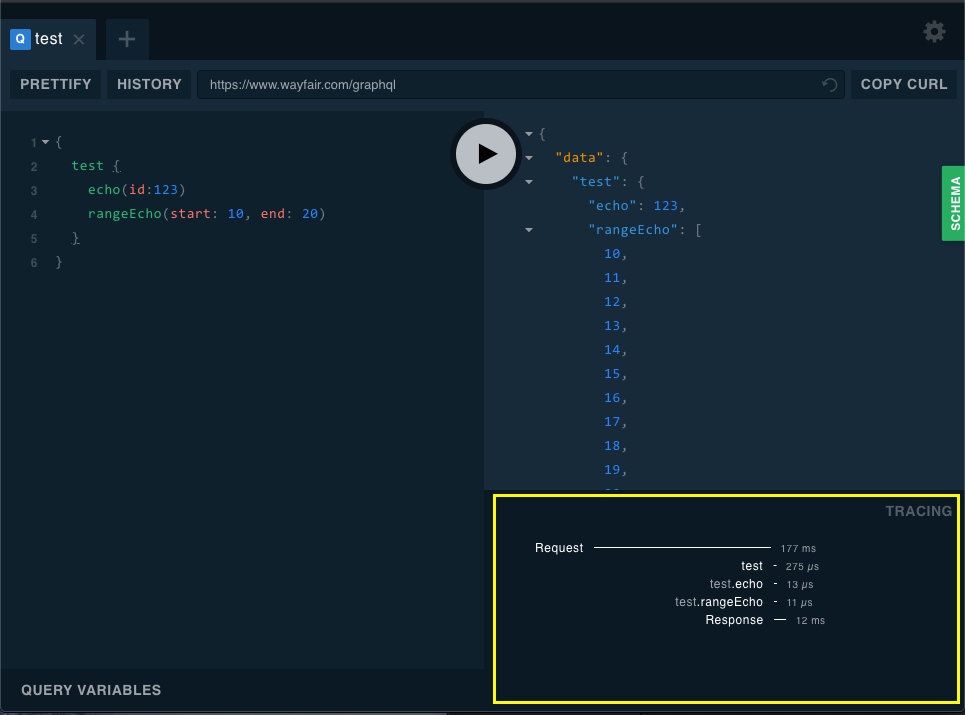 Q test
PRETTIFY
HISTORY
https://www.wayfair.com/graphql
COPY CURL
1 {
2 test {
3 echo(id:123)
4 rangeEcho(start: 10, end: 20)
5 }
6 }
{
"data": {
"test": {
"echo": 123,
"rangeEcho": [
10,
11,
12,
13,
14,
15,
16,
17,
18,
19,
SCHEMA
TRACING
Request 177 ms
test - 275 µs
test.echo - 13 µs
test.rangeEcho - 11 µs
Response 12 ms
QUERY VARIABLES